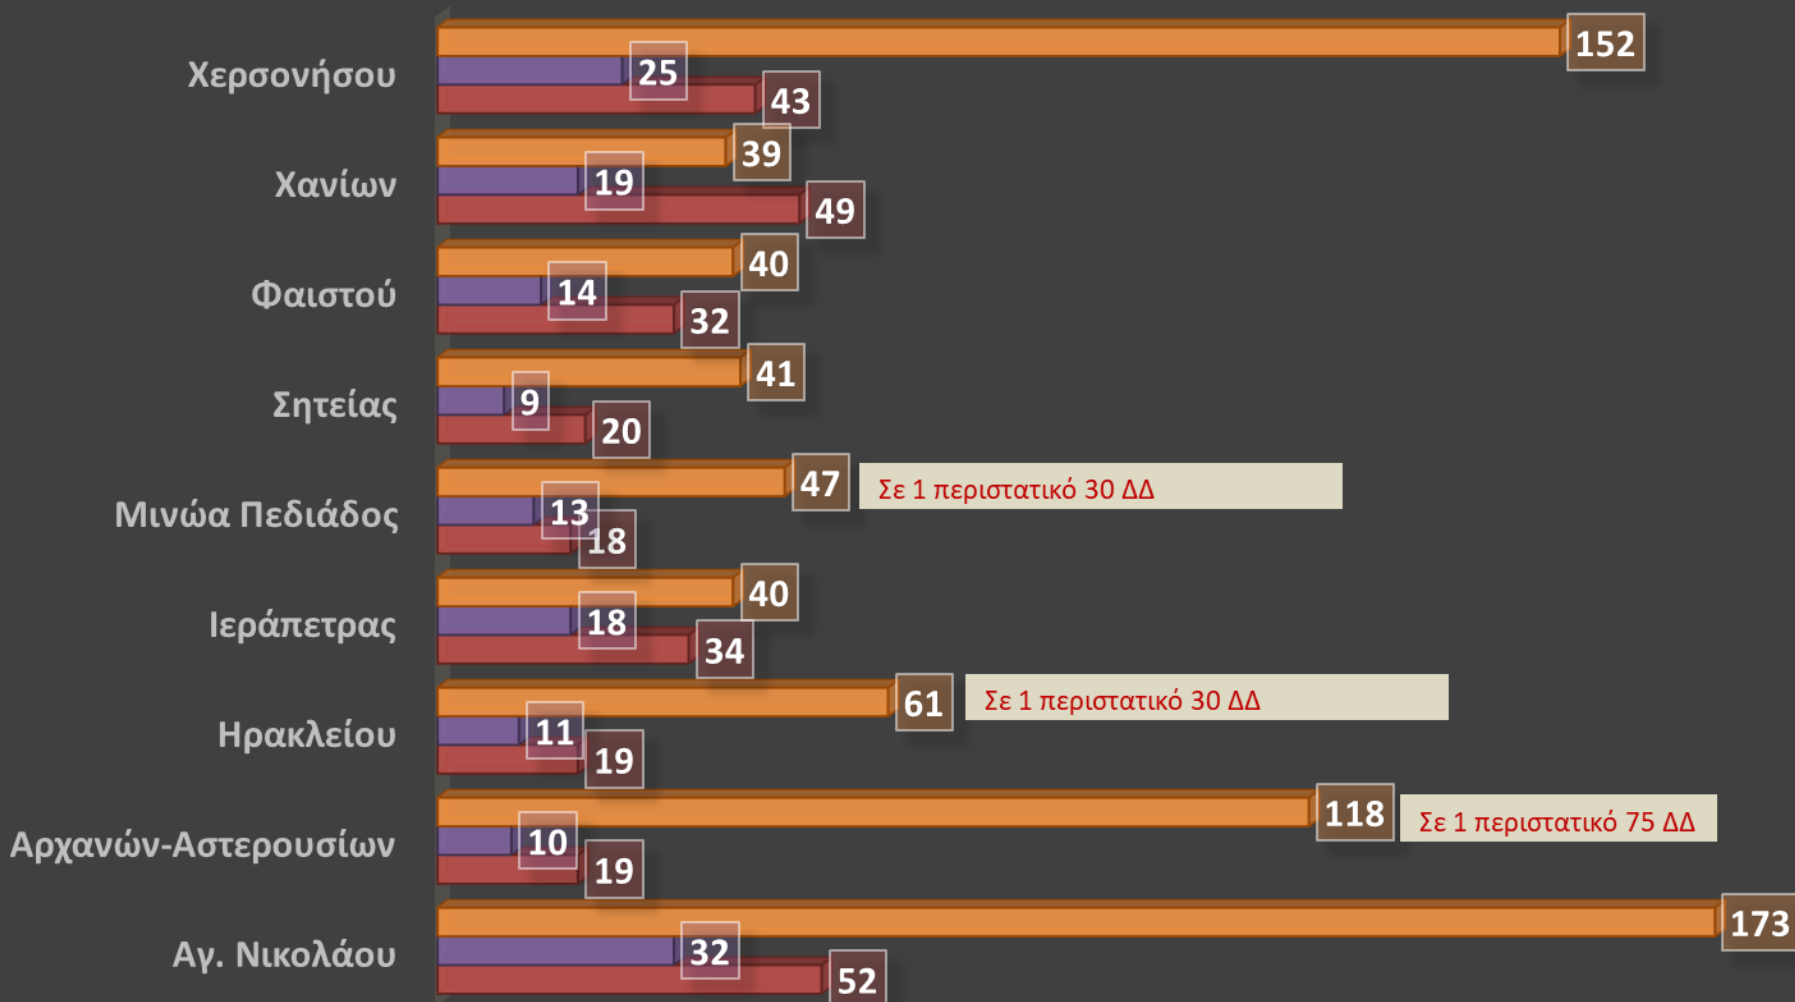 152
Χερσονήσου
25
43
39
Χανίων
19
49
40
Φαιστού
14
32
41
Σητείας
9
20
47
Σε 1 περιστατικό 30 ΔΔ
Μινώα Πεδιάδος
13
18
40
Ιεράπετρας
18
34
61
Σε 1 περιστατικό 30 ΔΔ
Ηρακλείου
11
19
118
Σε 1 περιστατικό 75 ΔΔ
Αρχανών-Αστερουσίων
10
19
173
Αγ. Νικολάου
32
52